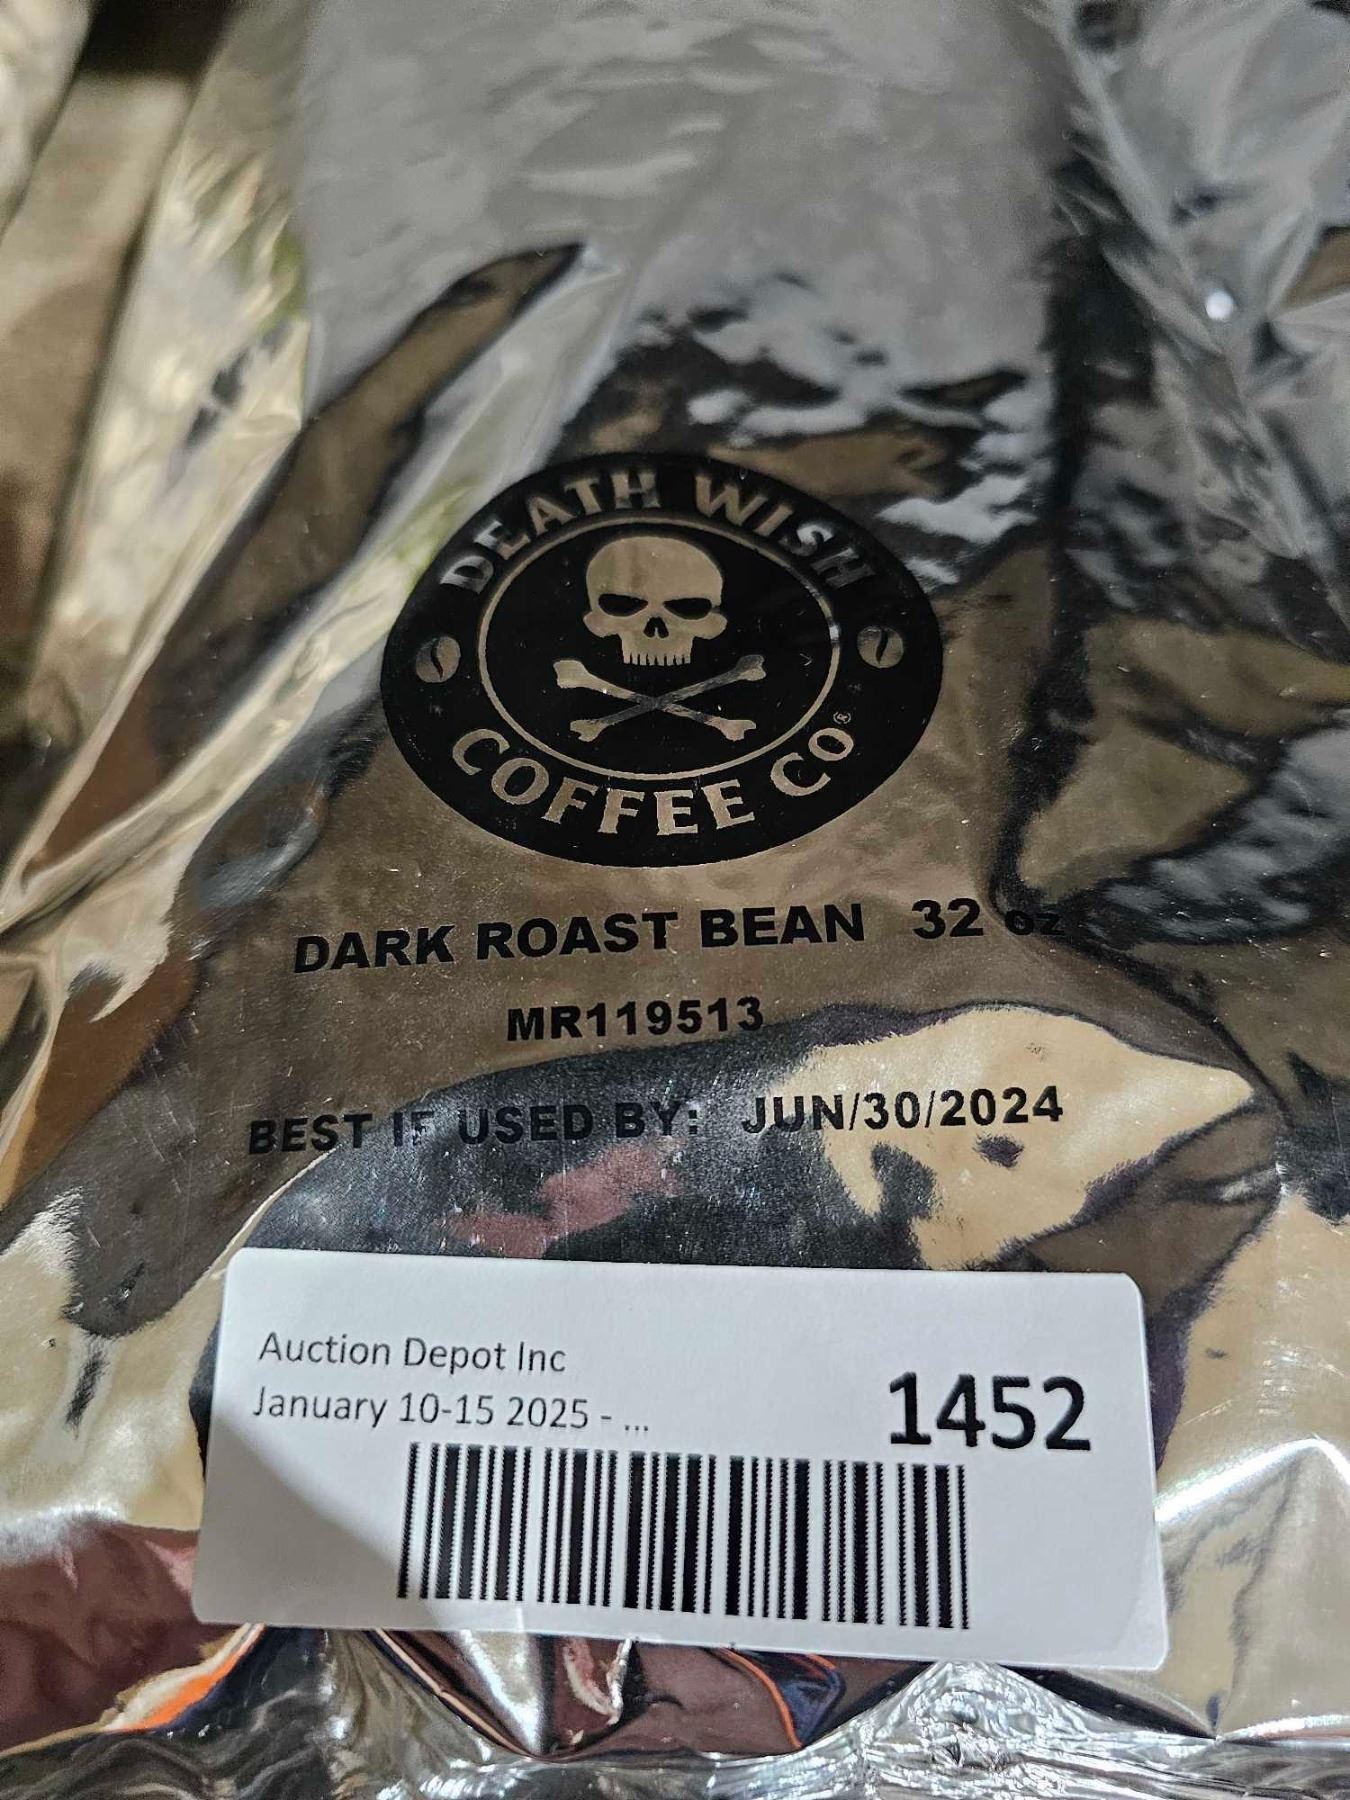 DEATH WISH
COFFEE CO®
DARK ROAST BEAN 32 oz
MR119513
BEST IF USED BY: JUN/30/2024
Auction Depot Inc
January 10-15 2025 - ...
1452